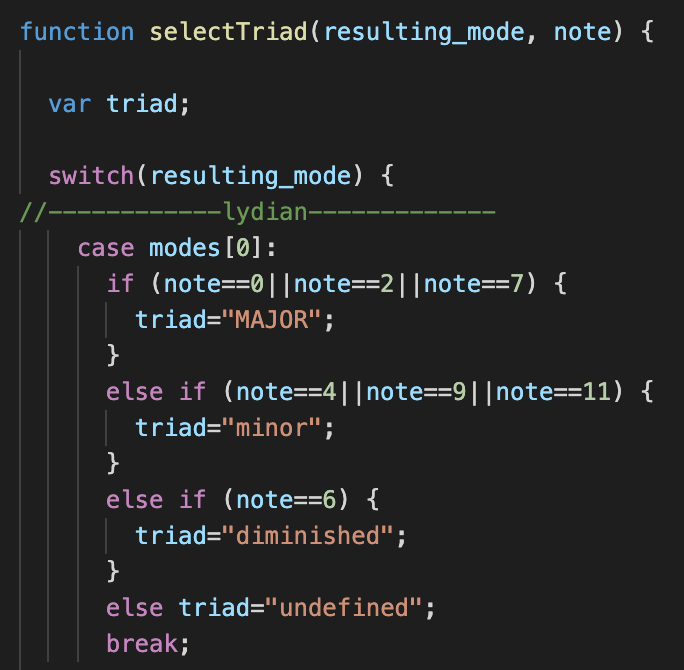 function selectTriad(resulting_mode, note) {
var triad;
switch(resulting_mode) {
//------------lydian-------------
case modes[0]:
if (note==0||note==2||note==7) {
triad="MAJOR";
}
else if (note==4||note==9||note==11) {
triad="minor";
}
else if (note==6) {
triad="diminished";
}
else triad="undefined";
break;